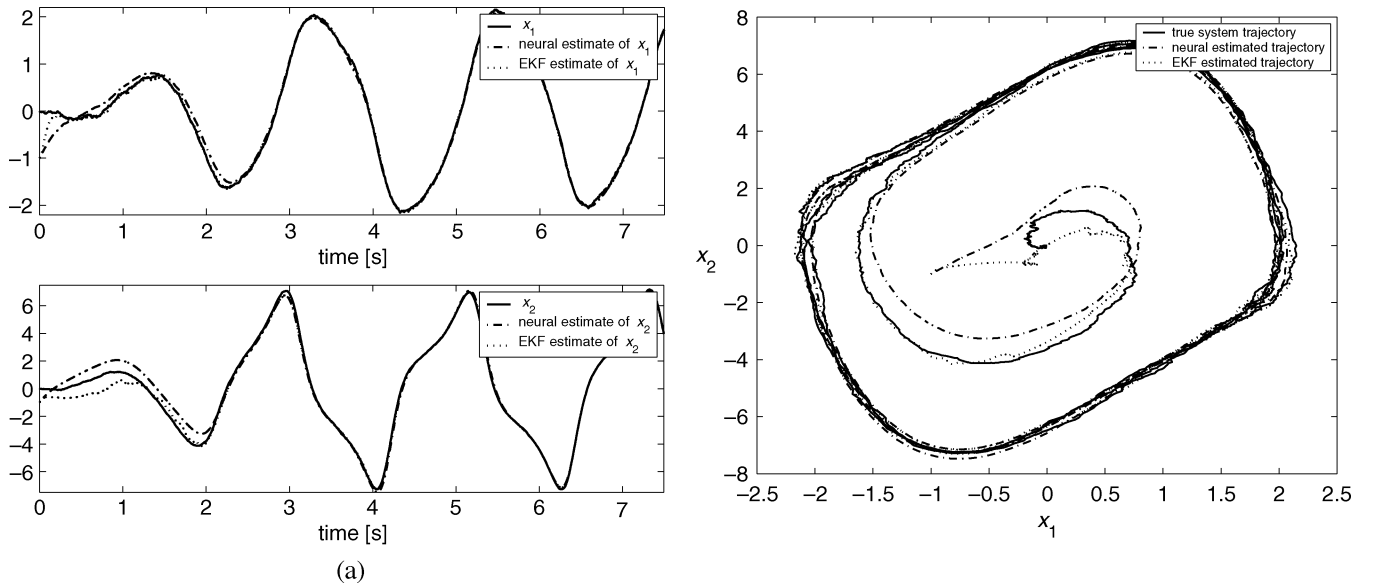 2
1
0
−1
−2
x1
neural estimate of x1
EKF estimate of x1
0 1 2 3 4 5 6 7
time [s]
6
4
2
0
−2
−4
−6
x2
neural estimate of x2
EKF estimate of x2
0 1 2 3 4 5 6 7
time [s]
(a)
8
6
4
2
0
−2
−4
−6
−8
x2
true system trajectory
neural estimated trajectory
EKF estimated trajectory
−2.5 −2 −1.5 −1 −0.5 0 0.5 1 1.5 2 2.5
x1